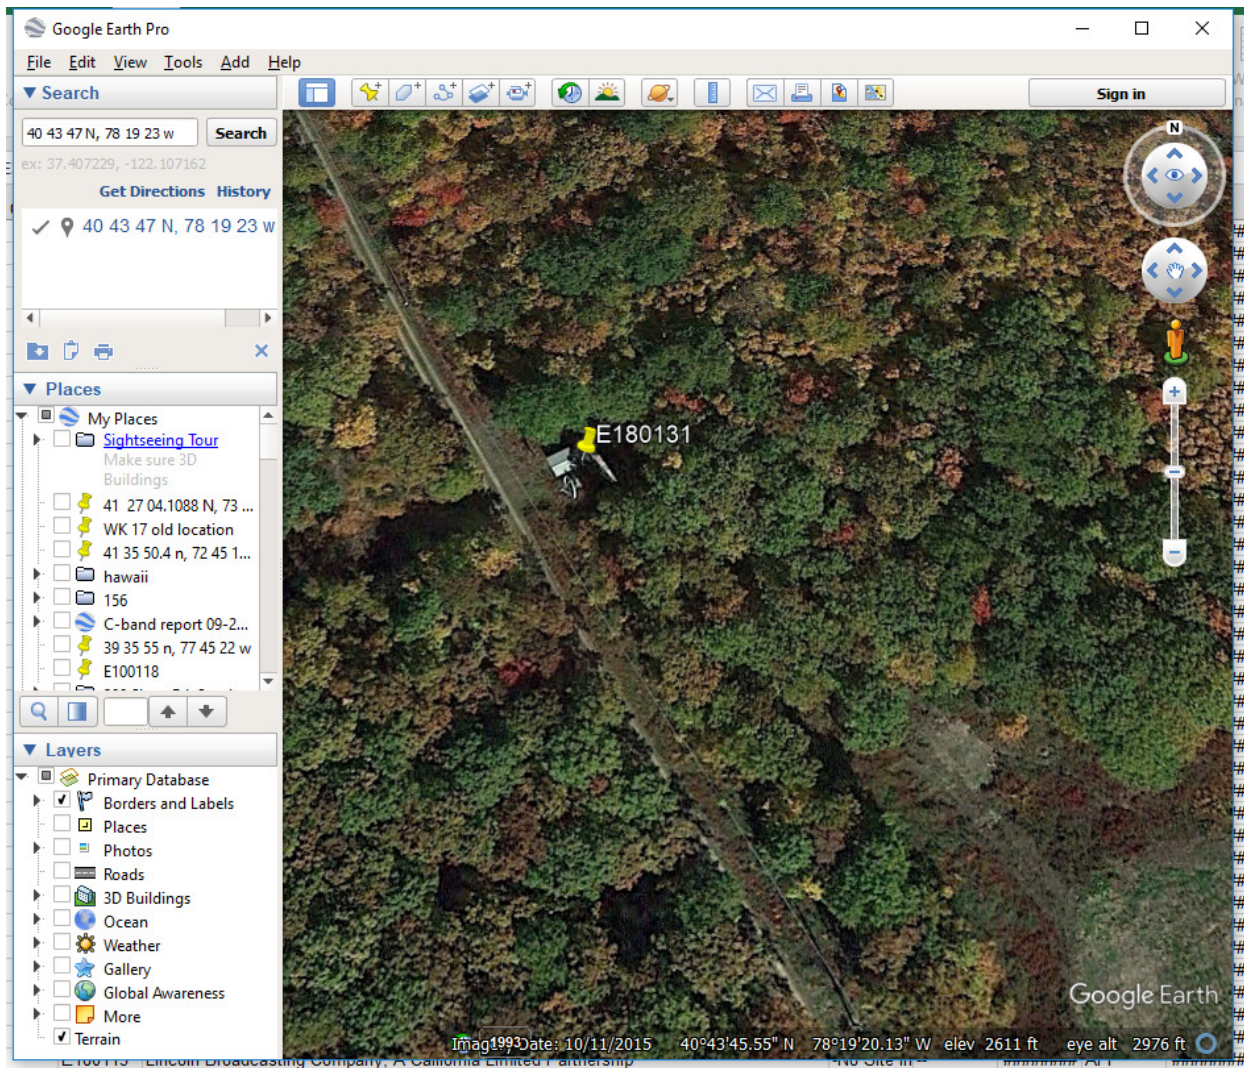 Google Earth Pro
File Edit View Tools Add Help
Search
Sign in
40 43 47 N, 78 19 23 w Search
ex: 37.407229, -122.107162
Get Directions History
40 43 47 N, 78 19 23 w
N
Places
My Places
Sightseeing Tour
Make sure 3D
Buildings
41 27 04.1088 N, 73 ...
WK 17 old location
41 35 50.4 n, 72 45 1...
hawaii
156
C-band report 09-2...
39 35 55 n, 77 45 22 w
E100118
E180131
Layers
Primary Database
Borders and Labels
Places
Photos
Roads
3D Buildings
Ocean
Weather
Gallery
Global Awareness
More
Terrain
Google Earth
1993
Imagery Date: 10/11/2015 40°43'45.55" N 78°19'20.13" W elev 2611 ft eye alt 2976 ft
Lincoln Broadcasting Company, A California Limited Partnership